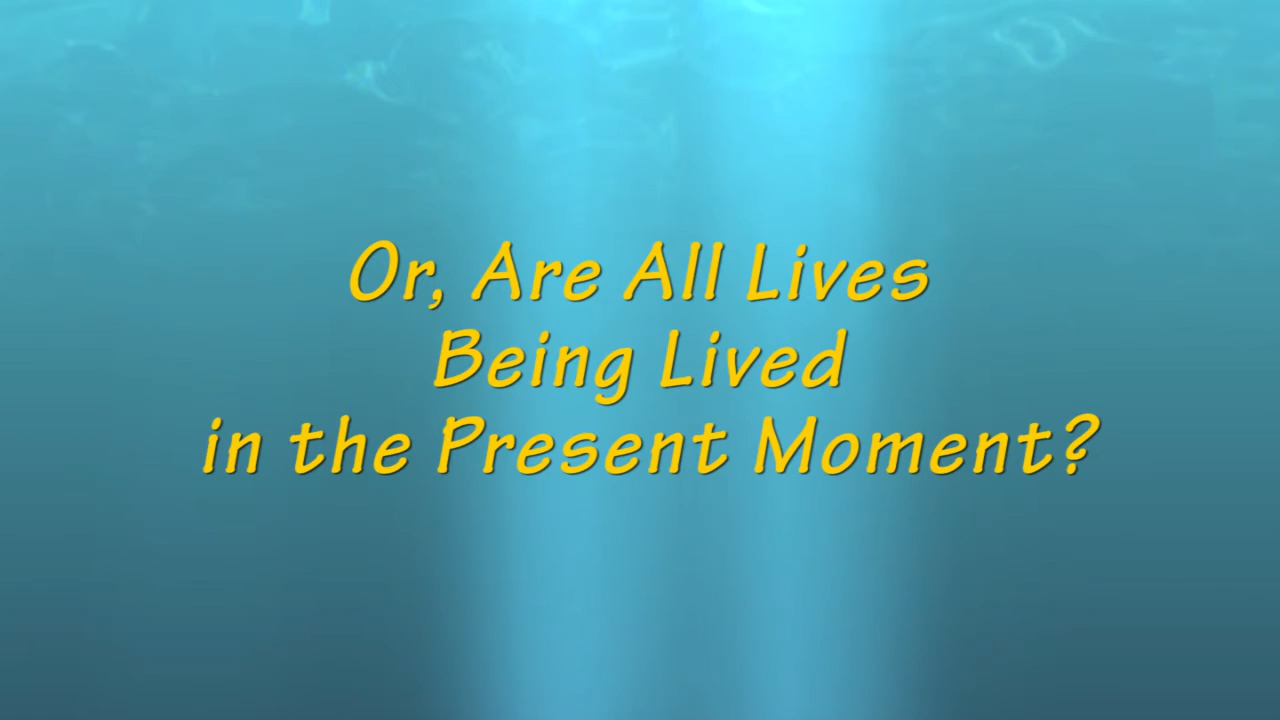 Or, Are All Lives
Being Lived
in the Present Moment?